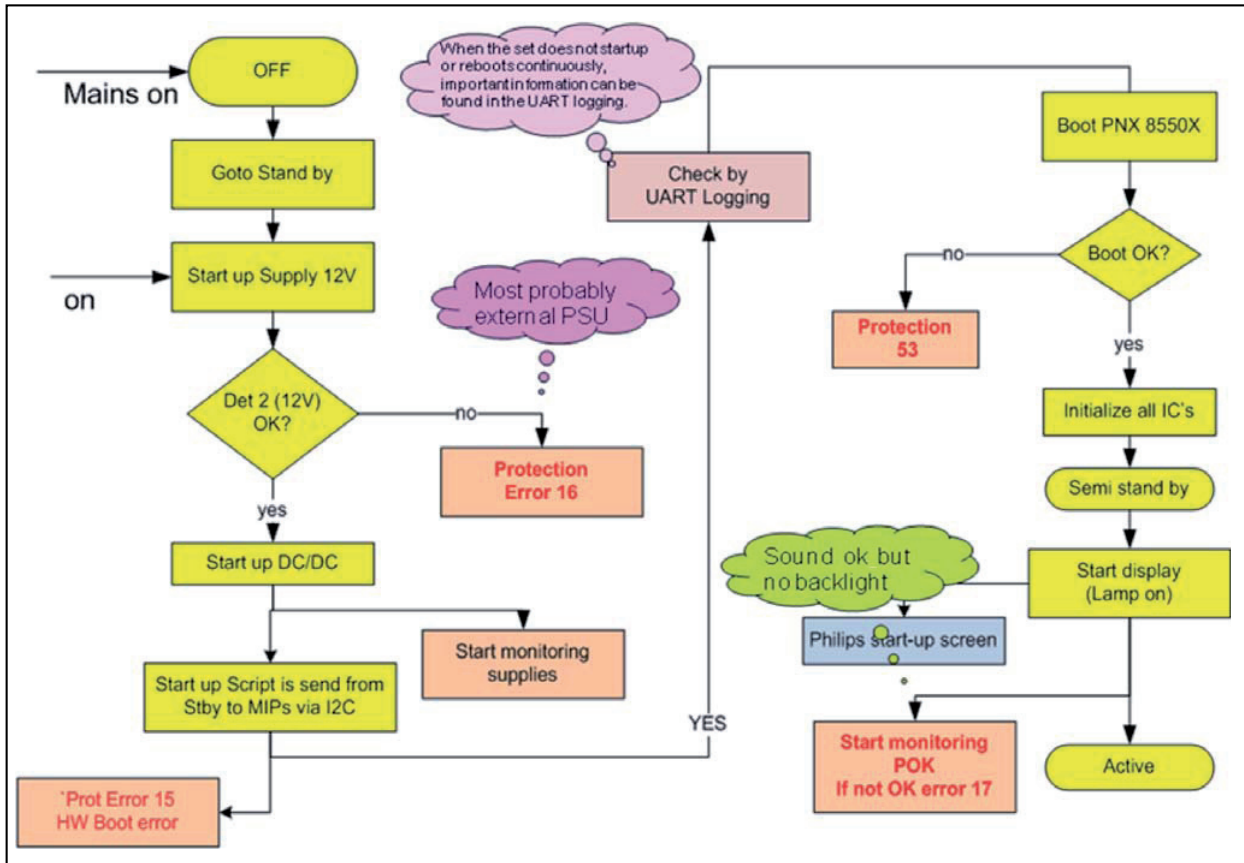 Mains on
OFF
Goto Stand by
Start up Supply 12V
on
Det 2 (12V)
OK?
no
Most probably
external PSU
Protection
Error 16
yes
Start up DC/DC
Start monitoring
supplies
Start up Script is send from
Stby to MIPs via I2C
`Prot Error 15
HW Boot error
YES
When the set does not startup
or reboots continuously,
important information can be
found in the UART logging.
Check by
UART Logging
Boot PNX 8550X
Boot OK?
no
Protection
53
yes
Initialize all IC`s
Semi stand by
Start display
(Lamp on)
Sound ok but
no backlight
Philips start-up screen
Start monitoring
POK
If not OK error 17
Active